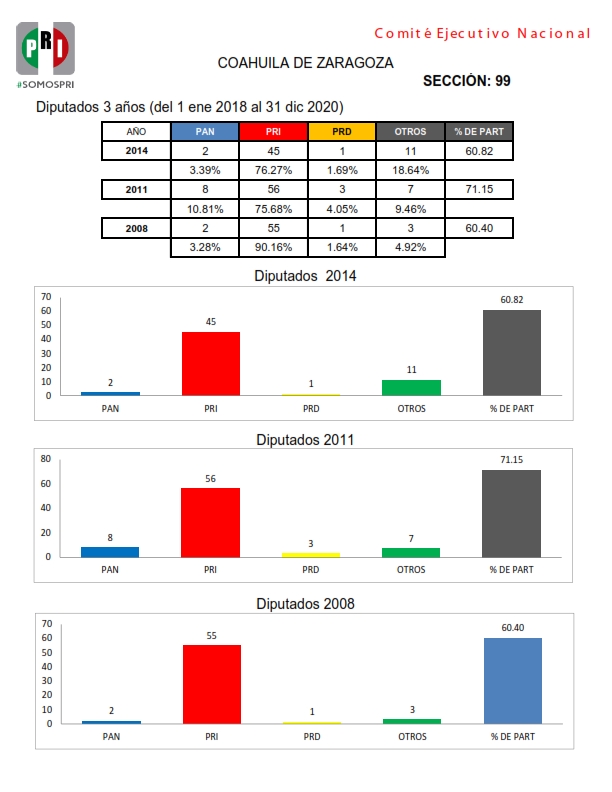 Comité Ejecutivo Nacional
PRI
#SOMOSPRI
COAHUILA DE ZARAGOZA
SECCIÓN: 99
Diputados 3 años (del 1 ene 2018 al 31 dic 2020)
AÑO PAN PRI PRD OTROS % DE PART
2014 2 45 1 11 60.82
3.39% 76.27% 1.69% 18.64%
2011 8 56 3 7 71.15
10.81% 75.68% 4.05% 9.46%
2008 2 55 1 3 60.40
3.28% 90.16% 1.64% 4.92%
Diputados 2014
70
60
50
40
30
20
10
0
2 45 1 11 60.82
PAN PRI PRD OTROS % DE PART
Diputados 2011
80
60
40
20
0
8 56 3 7 71.15
PAN PRI PRD OTROS % DE PART
Diputados 2008
70
60
50
40
30
20
10
0
2 55 1 3 60.40
PAN PRI PRD OTROS % DE PART